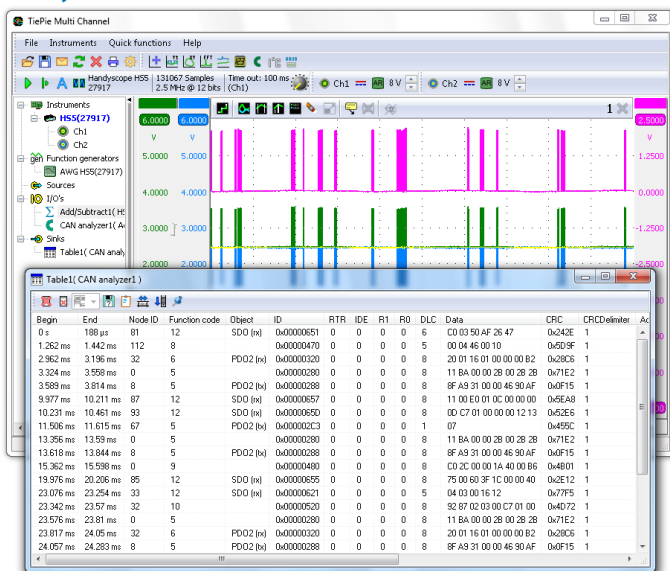 TiePie Multi Channel
File Instruments Quick functions Help
Handyscope HS5 27917
131067 Samples 2.5 MHz @ 12 bits
Time out: 100 ms (Ch1)
Ch1 AR 8 V
Ch2 AR 8 V
Instruments
HS5(27917)
Ch1
Ch2
gen Function generators
AWG HS5(27917)
Sources
I/O's
Add/Subtract1( HS
CAN analyzer1( A
Sinks
Table1( CAN analy
1
6.0000 6.0000 2.5000
V V V
5.0000 5.0000 1.2500
4.0000 4.0000 0.0000
3.0000 3.0000 -1.2500
2.0000 2.0000
Table1( CAN analyzer1 )
Begin End Node ID Function code Object ID RTR IDE R1 R0 DLC Data CRC CRCDelimiter Ac
0 s 188 µs 81 12 SDO (rx) 0x00000651 0 0 0 0 6 C0 03 50 AF 26 47 0x242E 1
1.262 ms 1.442 ms 112 8 0x00000470 0 0 0 0 5 00 04 46 00 10 0x5D9F 1
2.962 ms 3.196 ms 32 6 PDO2 (rx) 0x00000320 0 0 0 0 8 20 01 16 01 00 00 00 B2 0x28C6 1
3.324 ms 3.558 ms 0 5 0x00000280 0 0 0 0 8 11 BA 00 00 2B 00 2B 2B 0x71E2 1
3.589 ms 3.814 ms 8 5 PDO2 (tx) 0x00000288 0 0 0 0 8 8F A9 31 00 00 46 90 AF 0x0F15 1
9.977 ms 10.211 ms 87 12 SDO (rx) 0x00000657 0 0 0 0 8 11 00 E0 01 0C 00 00 00 0x5EA8 1
10.231 ms 10.461 ms 93 12 SDO (rx) 0x0000065D 0 0 0 0 8 0D C7 01 00 00 00 12 13 0x52E6 1
11.506 ms 11.615 ms 67 5 PDO2 (tx) 0x000002C3 0 0 0 0 1 07 0x455C 1
13.356 ms 13.59 ms 0 5 0x00000280 0 0 0 0 8 11 BA 00 00 2B 00 2B 2B 0x71E2 1
13.618 ms 13.844 ms 8 5 PDO2 (tx) 0x00000288 0 0 0 0 8 8F A9 31 00 00 46 90 AF 0x0F15 1
15.362 ms 15.598 ms 0 9 0x00000480 0 0 0 0 8 C0 2C 00 00 1A 40 00 B6 0x4B01 1
19.976 ms 20.206 ms 85 12 SDO (rx) 0x00000655 0 0 0 0 8 75 00 60 3F 1C 00 00 40 0x2E12 1
23.076 ms 23.254 ms 33 12 SDO (rx) 0x00000621 0 0 0 0 5 04 03 00 16 12 0x77F5 1
23.342 ms 23.57 ms 32 10 0x00000520 0 0 0 0 8 92 87 02 03 00 C7 01 00 0x4D72 1
23.576 ms 23.81 ms 0 5 0x00000280 0 0 0 0 8 11 BA 00 00 2B 00 2B 2B 0x71E2 1
23.817 ms 24.05 ms 32 6 PDO2 (rx) 0x00000320 0 0 0 0 8 20 01 16 01 00 00 00 B2 0x28C6 1
24.057 ms 24.283 ms 8 5 PDO2 (tx) 0x00000288 0 0 0 0 8 8F A9 31 00 00 46 90 AF 0x0F15 1